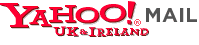 YAHOO! MAIL
UK & IRELAND